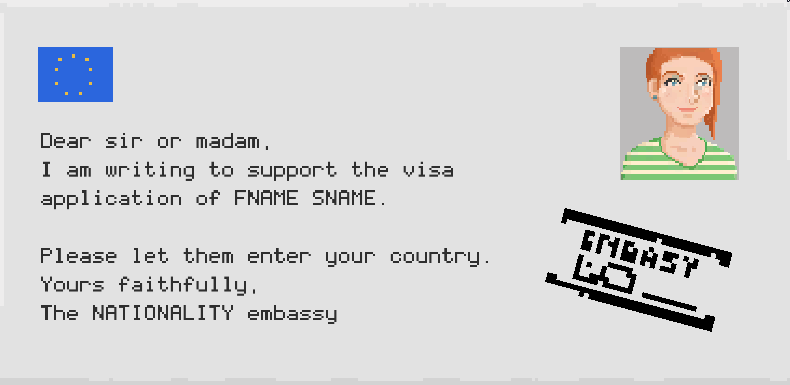 Dear sir or madam,
I am writing to support the visa
application of FNAME SNAME.
Please let them enter your country.
Yours faithfully,
The NATIONALITY embassy
EMBASY